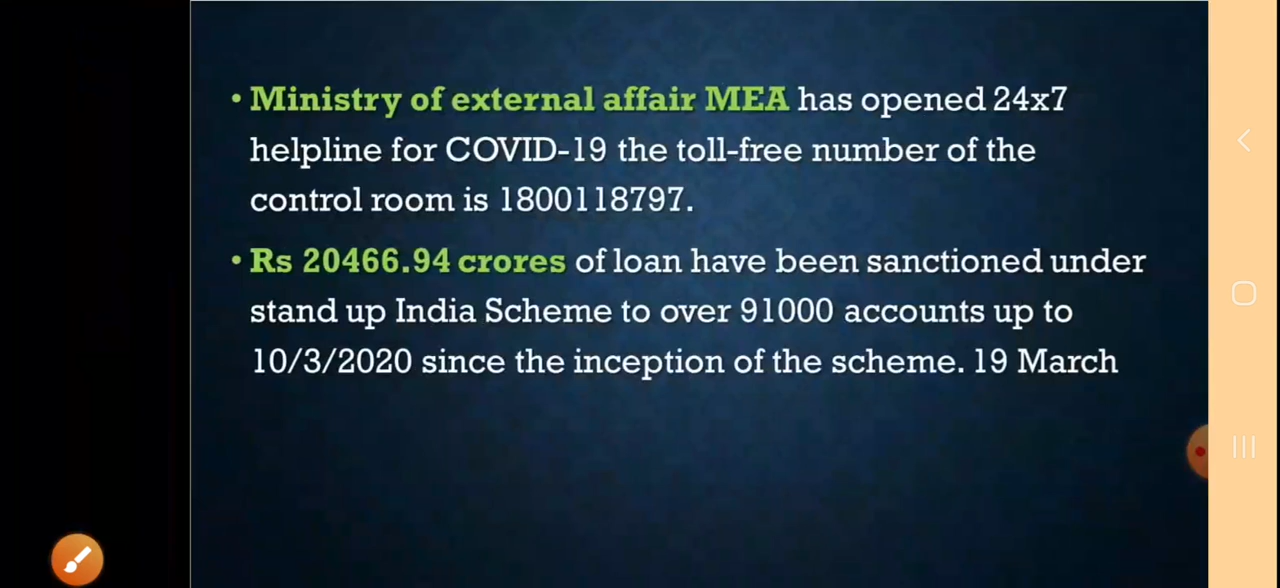 • Ministry of external affair MEA has opened 24x7
helpline for COVID-19 the toll-free number of the
control room is 1800118797.
• Rs 20466.94 crores of loan have been sanctioned under
stand up India Scheme to over 91000 accounts up to
10/3/2020 since the inception of the scheme. 19 March